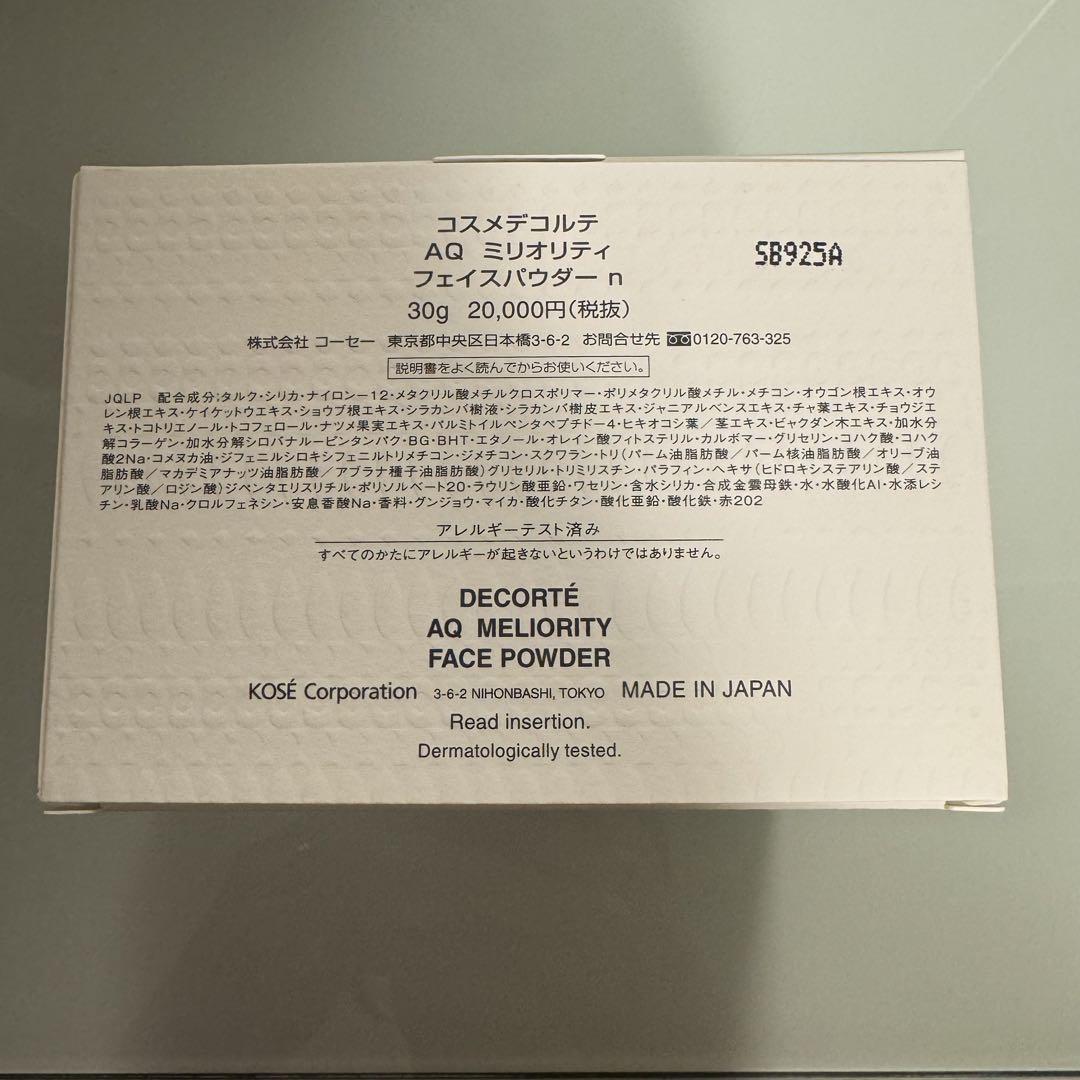 コスメデコルテ
AQ ミリオリティ
フェイスパウダー n
SB925A
30g 20,000円(税抜)
株式会社 コーセー 東京都中央区日本橋3-6-2 お問合せ先 0120-763-325
説明書をよく読んでからお使いください。
JQLP 配合成分:タルク・シリカ・ナイロン-12・メタクリル酸メチルクロスポリマー・ポリメタクリル酸メチル・メチコン・オウゴン根エキス・オウ
レン根エキス・ケイケットウエキス・ショウブ根エキス・シラカンバ樹液・シラカンバ樹皮エキス・ジャニアルベンスエキス・チャ葉エキス・チョウジエ
キス・トコトリエノール・トコフェロール・ナツメ果実エキス・パルミトイルペンタペプチド-4・ヒキオコシ葉/茎エキス・ビャクダン木エキス・加水分
解コラーゲン・加水分解シロバナルーピンタンパク・BG・BHT・エタノール・オレイン酸フィトステリル・カルボマー・グリセリン・コハク酸・コハク
酸2Na・コメヌカ油・ジフェニルシロキシフェニルトリメチコン・ジメチコン・スクワラン・トリ(パーム油脂肪酸/パーム核油脂肪酸/オリーブ油
脂肪酸/マカデミアナッツ油脂肪酸/アブラナ種子油脂肪酸)グリセリル・トリミリスチン・パラフィン・ヘキサ(ヒドロキシステアリン酸/ステ
アリン酸/ロジン酸)ジペンタエリスリチル・ポリソルベート20・ラウリン酸亜鉛・ワセリン・含水シリカ・合成金雲母鉄・水・水酸化Al・水添レシ
チン・乳酸Na・クロルフェネシン・安息香酸Na・香料・グンジョウ・マイカ・酸化チタン・酸化亜鉛・酸化鉄・赤202
アレルギーテスト済み
すべてのかたにアレルギーが起きないというわけではありません。
DECORTÉ
AQ MELIORITY
FACE POWDER
KOSÉ Corporation 3-6-2 NIHONBASHI, TOKYO MADE IN JAPAN
Read insertion.
Dermatologically tested.